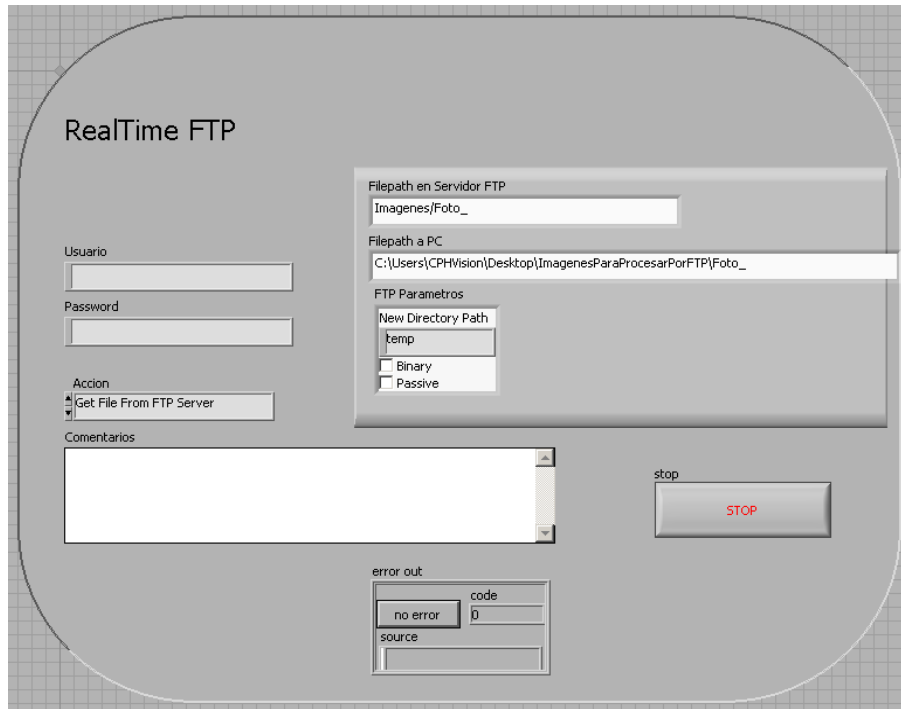 RealTime FTP
Filepath en Servidor FTP
Imagenes/Foto_
Usuario
Filepath a PC
C:\Users\CPHVision\Desktop\ImagenesParaProcesarPorFTP\Foto_
Password
FTP Parametros
New Directory Path
temp
Binary
Passive
Accion
Get File From FTP Server
Comentarios
stop
STOP
error out
code
no error
0
source